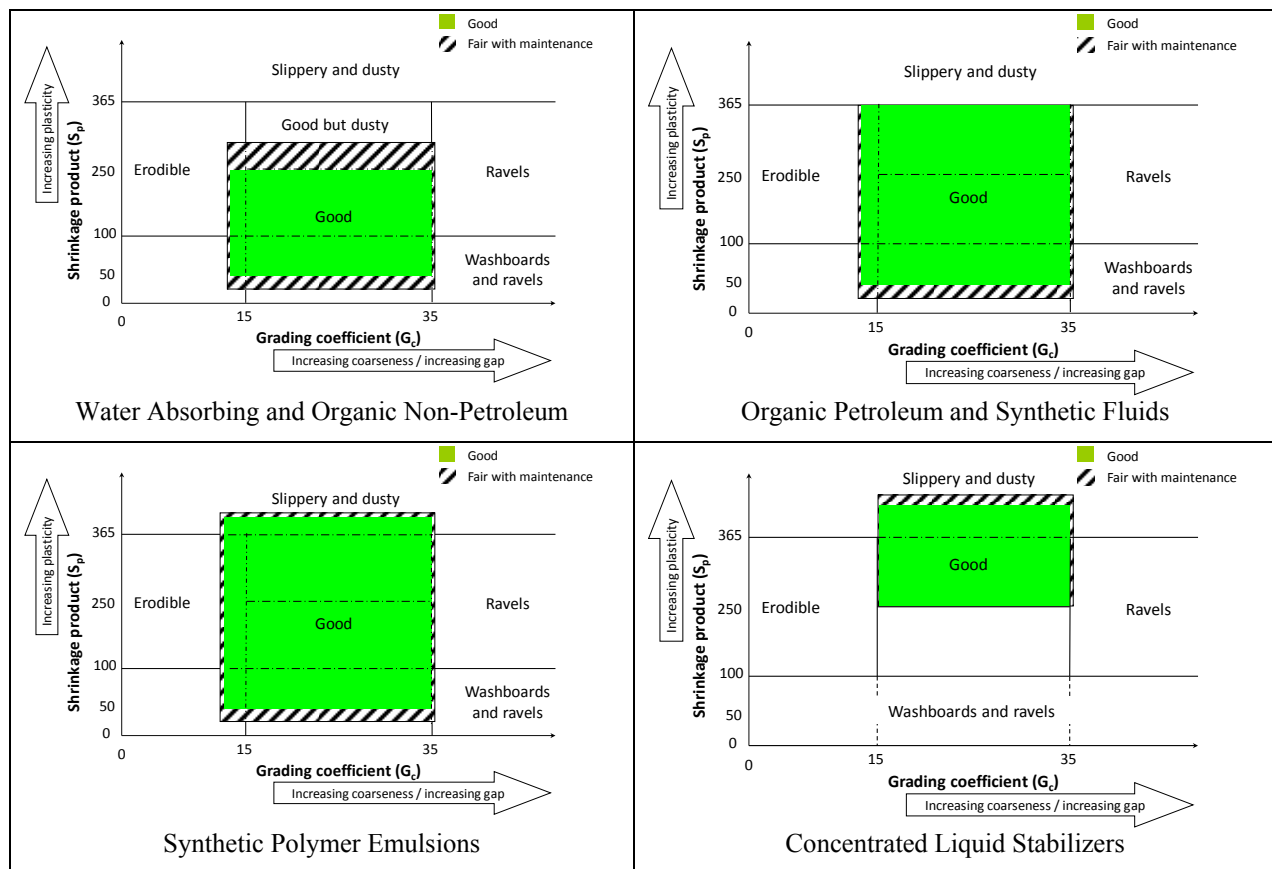 Good
Fair with maintenance
Increasing plasticity
Shrinkage product (Sp)
Slippery and dusty
365
Good but dusty
250
Erodible
Ravels
Good
100
Washboards
and ravels
50
0
0
15
35
Grading coefficient (Gc)
Increasing coarseness / increasing gap
Water Absorbing and Organic Non-Petroleum
Good
Fair with maintenance
Increasing plasticity
Shrinkage product (Sp)
Slippery and dusty
365
250
Erodible
Good
Ravels
100
Washboards
and ravels
50
0
0
15
35
Grading coefficient (Gc)
Increasing coarseness / increasing gap
Organic Petroleum and Synthetic Fluids
Good
Fair with maintenance
Increasing plasticity
Shrinkage product (Sp)
Slippery and dusty
365
250
Erodible
Ravels
Good
100
Washboards
and ravels
50
0
0
15
35
Grading coefficient (Gc)
Increasing coarseness / increasing gap
Synthetic Polymer Emulsions
Good
Fair with maintenance
Increasing plasticity
Shrinkage product (Sp)
Slippery and dusty
365
Good
250
Erodible
Ravels
100
Washboards and ravels
50
0
0
15
35
Grading coefficient (Gc)
Increasing coarseness / increasing gap
Concentrated Liquid Stabilizers